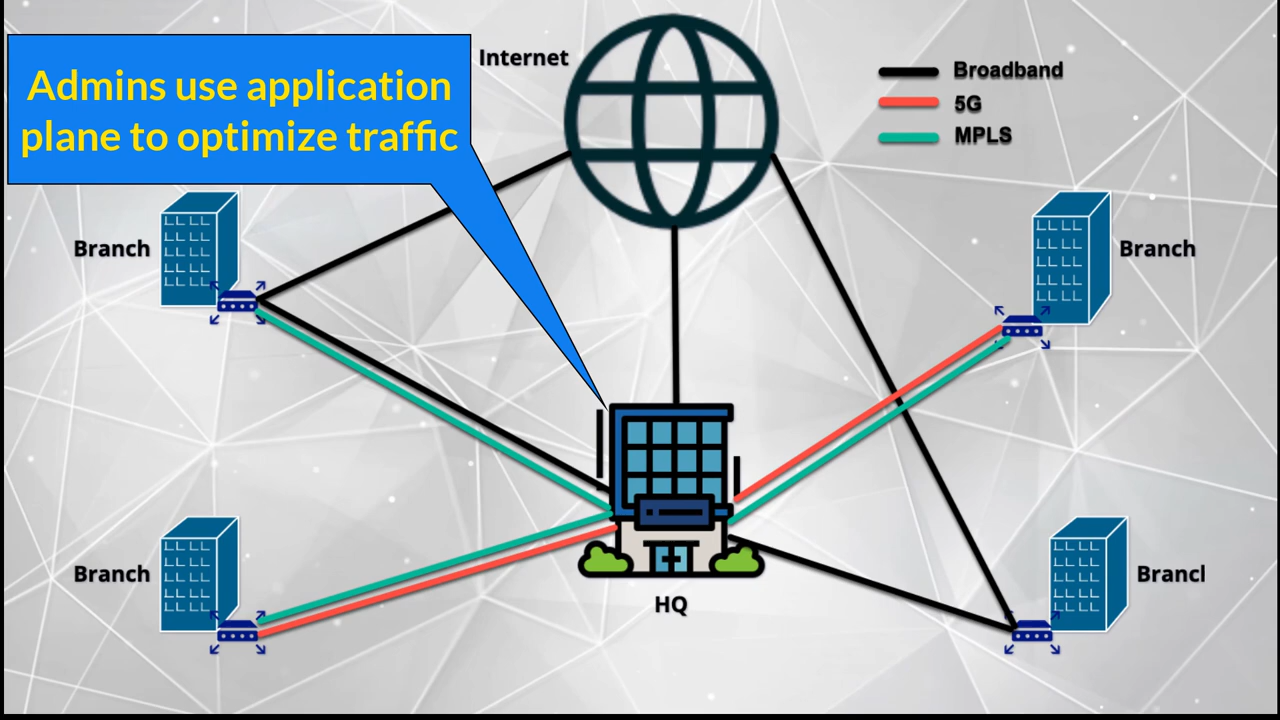 Internet
Admins use application
plane to optimize traffic
Broadband
5G
MPLS
Branch
Branch
Branch
Brancl
HQ